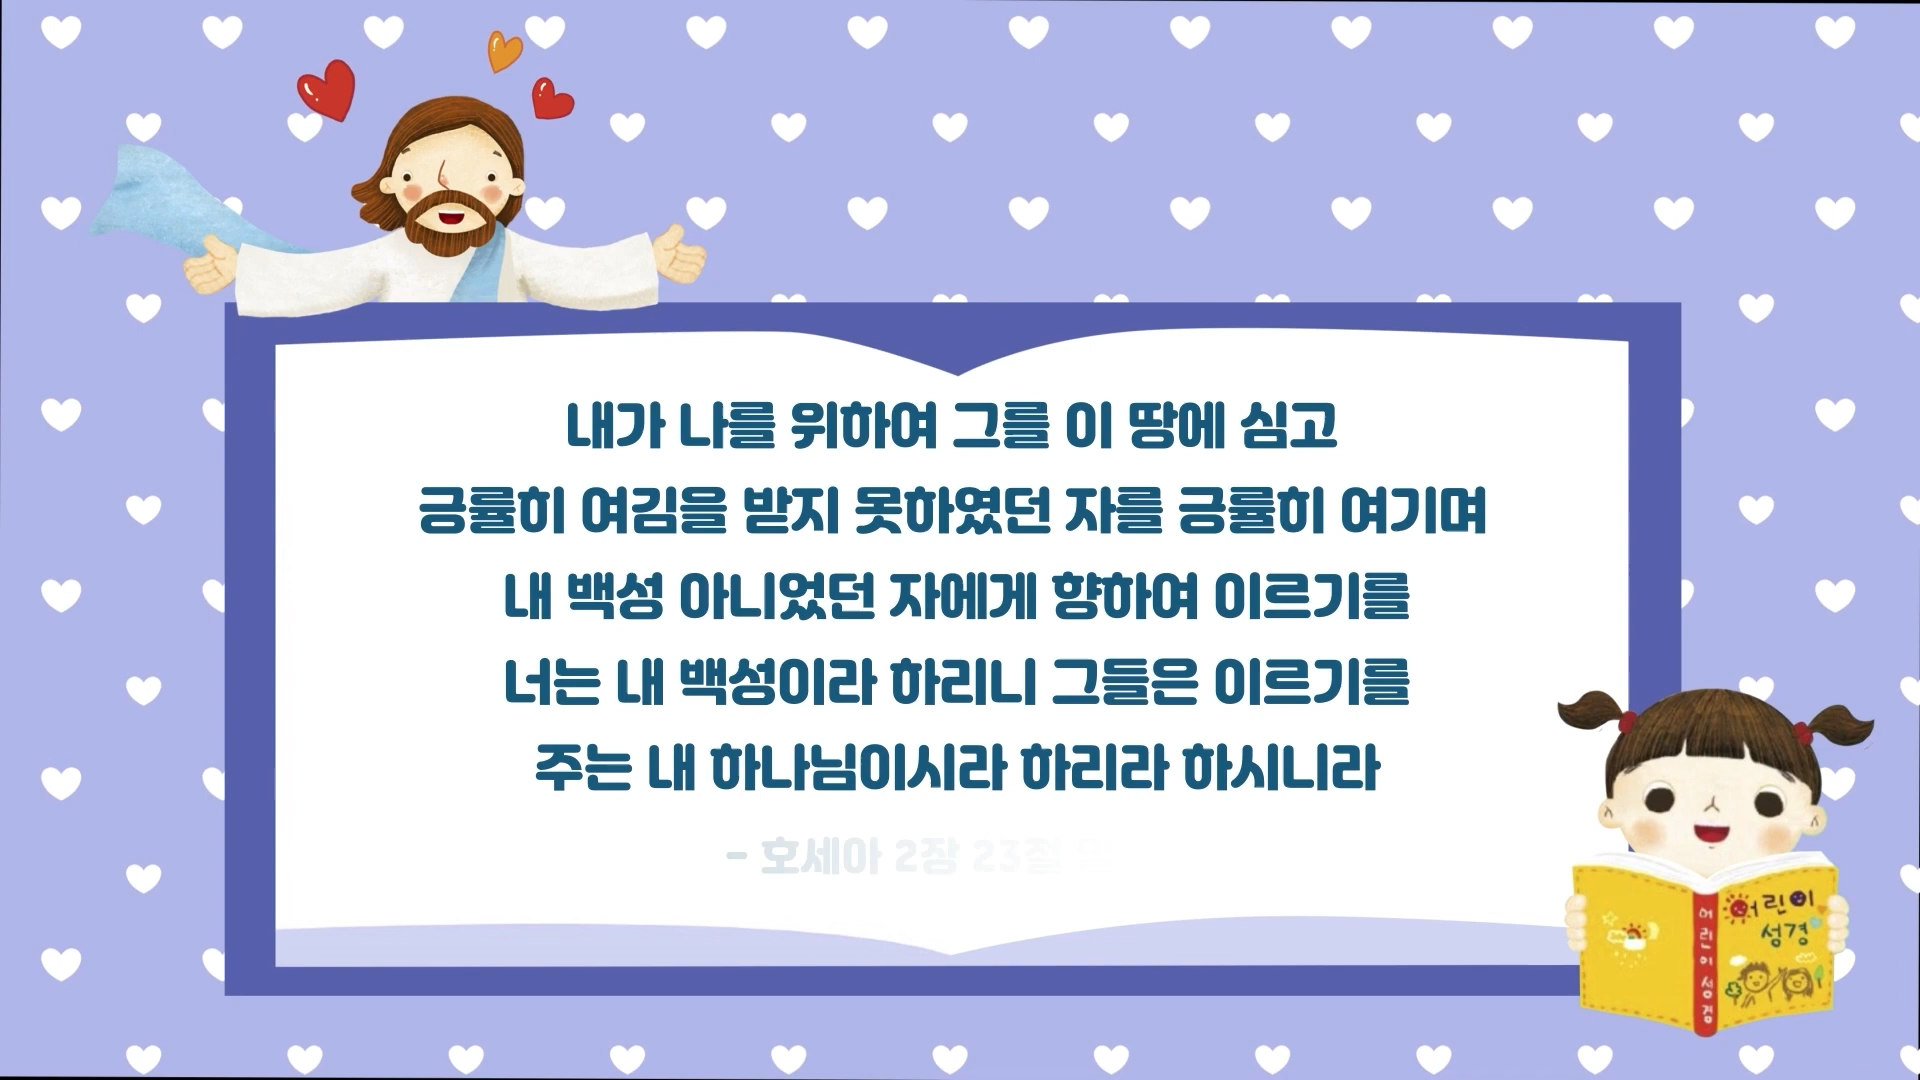 내가 나를 위하여 그를 이 땅에 심고
긍휼히 여김을 받지 못하였던 자를 긍휼히 여기며
내 백성 아니었던 자에게 향하여 이르기를
너는 내 백성이라 하리니 그들은 이르기를
주는 내 하나님이시라 하리라 하시니라
- 호세아 2장 23절
어린이
성경
어린이 성경